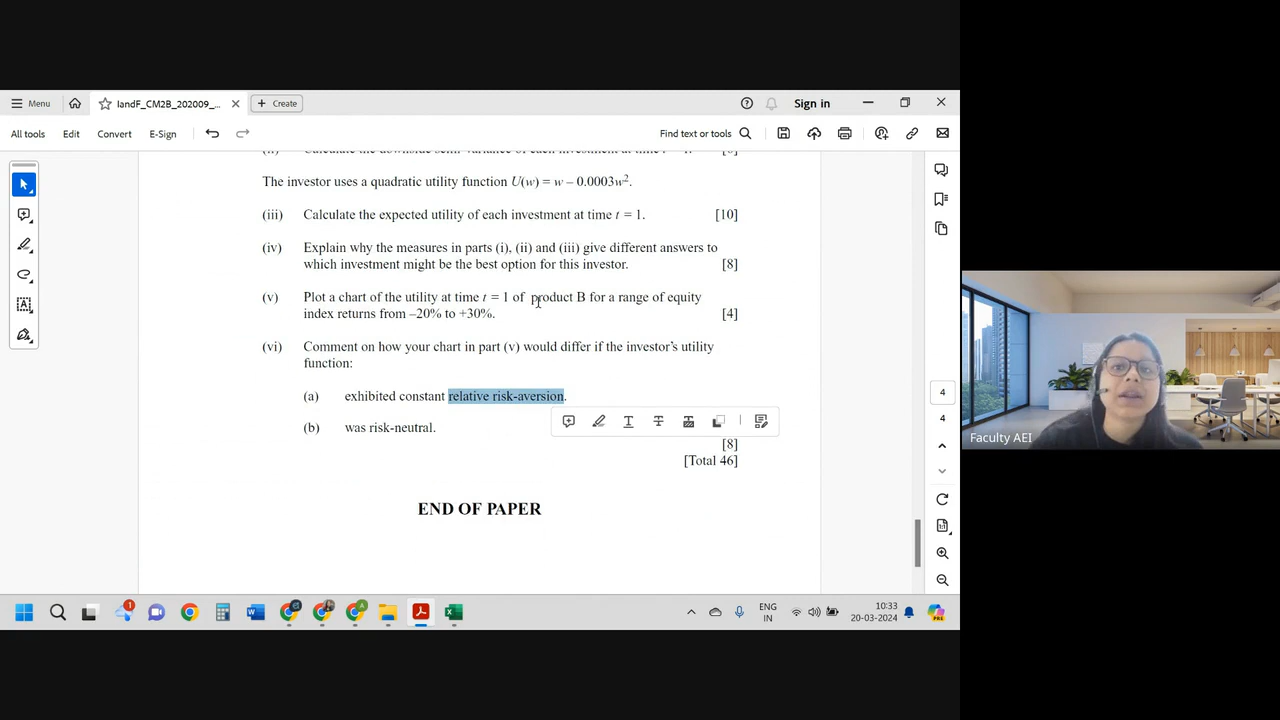 Menu
IandF_CM2B_202009_...
Create
Sign in
All tools
Edit
Convert
E-Sign
Find text or tools
The investor uses a quadratic utility function U(w) = w – 0.0003w².
(iii) Calculate the expected utility of each investment at time t = 1. [10]
(iv) Explain why the measures in parts (i), (ii) and (iii) give different answers to
which investment might be the best option for this investor. [8]
(v) Plot a chart of the utility at time t = 1 of product B for a range of equity
index returns from –20% to +30%. [4]
(vi) Comment on how your chart in part (v) would differ if the investor's utility
function:
(a) exhibited constant relative risk-aversion.
(b) was risk-neutral.
[8]
[Total 46]
END OF PAPER
4
4
Faculty AEI
1
ENG
IN
10:33
20-03-2024